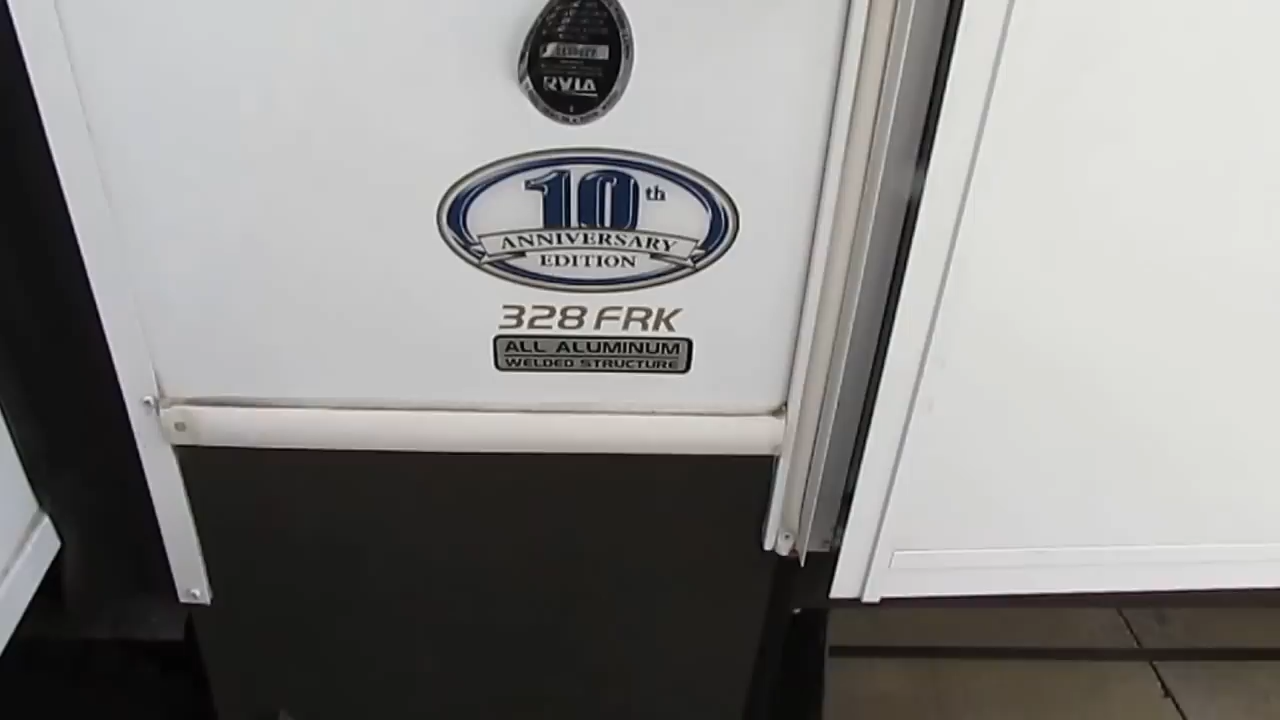 RVIA
10th
ANNIVERSARY
EDITION
328 FRK
ALL ALUMINUM
WELDED STRUCTURE